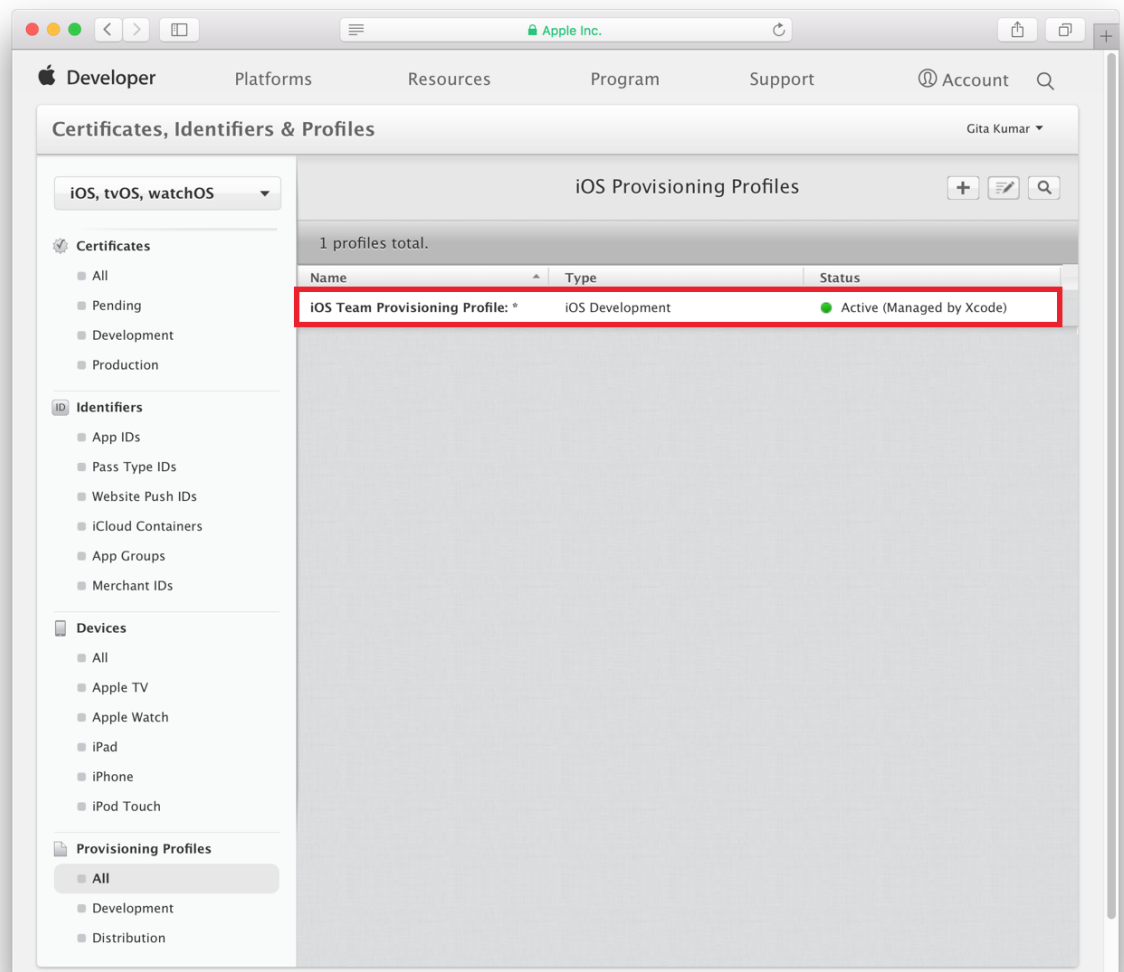 Apple Inc.
Developer
Platforms
Resources
Program
Support
Account
Certificates, Identifiers & Profiles
Gita Kumar
iOS, tvOS, watchOS
Certificates
All
Pending
Development
Production
ID Identifiers
App IDs
Pass Type IDs
Website Push IDs
iCloud Containers
App Groups
Merchant IDs
Devices
All
Apple TV
Apple Watch
iPad
iPhone
iPod Touch
Provisioning Profiles
All
Development
Distribution
iOS Provisioning Profiles
1 profiles total.
Name Type Status
iOS Team Provisioning Profile: * iOS Development Active (Managed by Xcode)